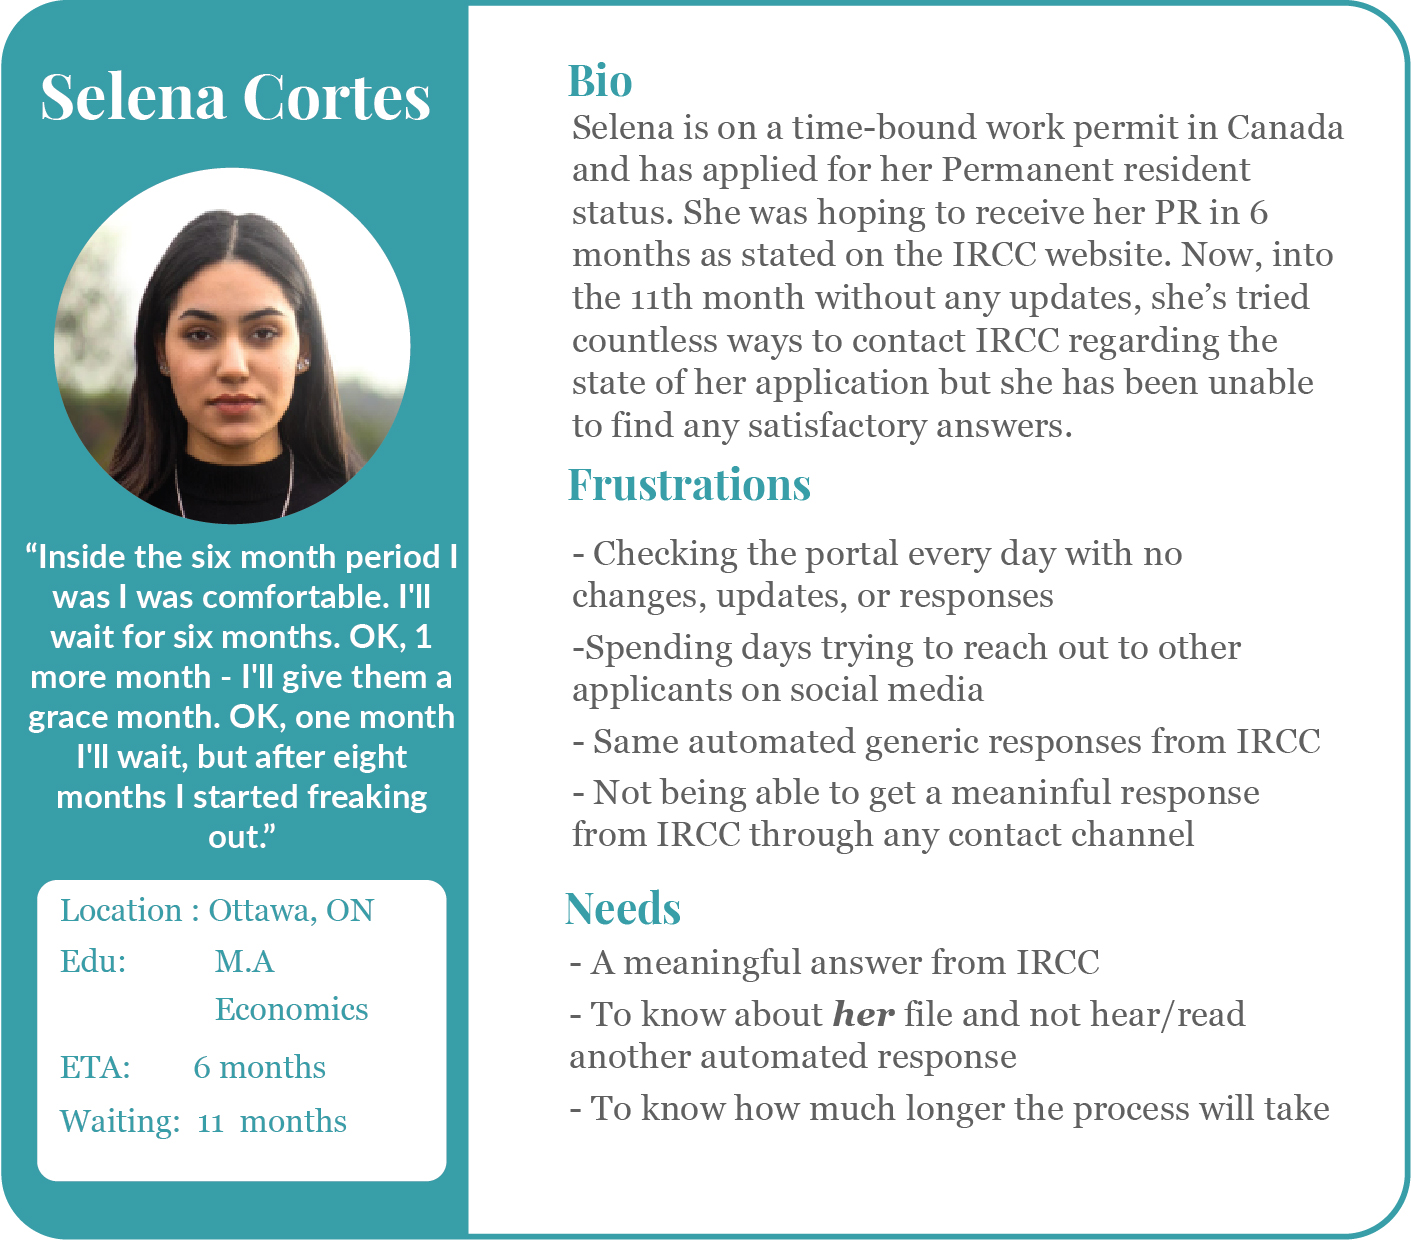 Selena Cortes
“Inside the six month period I
was I was comfortable. I'll
wait for six months. OK, 1
more month - I'll give them a
grace month. OK, one month
I'll wait, but after eight
months I started freaking
out.”
Location : Ottawa, ON
Edu: M.A
Economics
ETA: 6 months
Waiting: 11 months
Bio
Selena is on a time-bound work permit in Canada
and has applied for her Permanent resident
status. She was hoping to receive her PR in 6
months as stated on the IRCC website. Now, into
the 11th month without any updates, she’s tried
countless ways to contact IRCC regarding the
state of her application but she has been unable
to find any satisfactory answers.
Frustrations
- Checking the portal every day with no
changes, updates, or responses
-Spending days trying to reach out to other
applicants on social media
- Same automated generic responses from IRCC
- Not being able to get a meaninful response
from IRCC through any contact channel
Needs
- A meaningful answer from IRCC
- To know about her file and not hear/read
another automated response
- To know how much longer the process will take